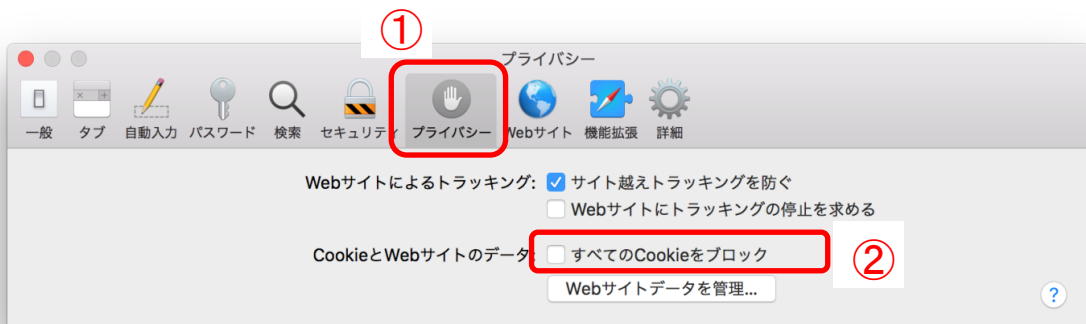 ①
プライバシー
一般 タブ 自動入力 パスワード 検索 セキュリティ プライバシー Webサイト 機能拡張 詳細
Webサイトによるトラッキング: サイト越えトラッキングを防ぐ
Webサイトにトラッキングの停止を求める
CookieとWebサイトのデータ: すべてのCookieをブロック ②
Webサイトデータを管理...
?